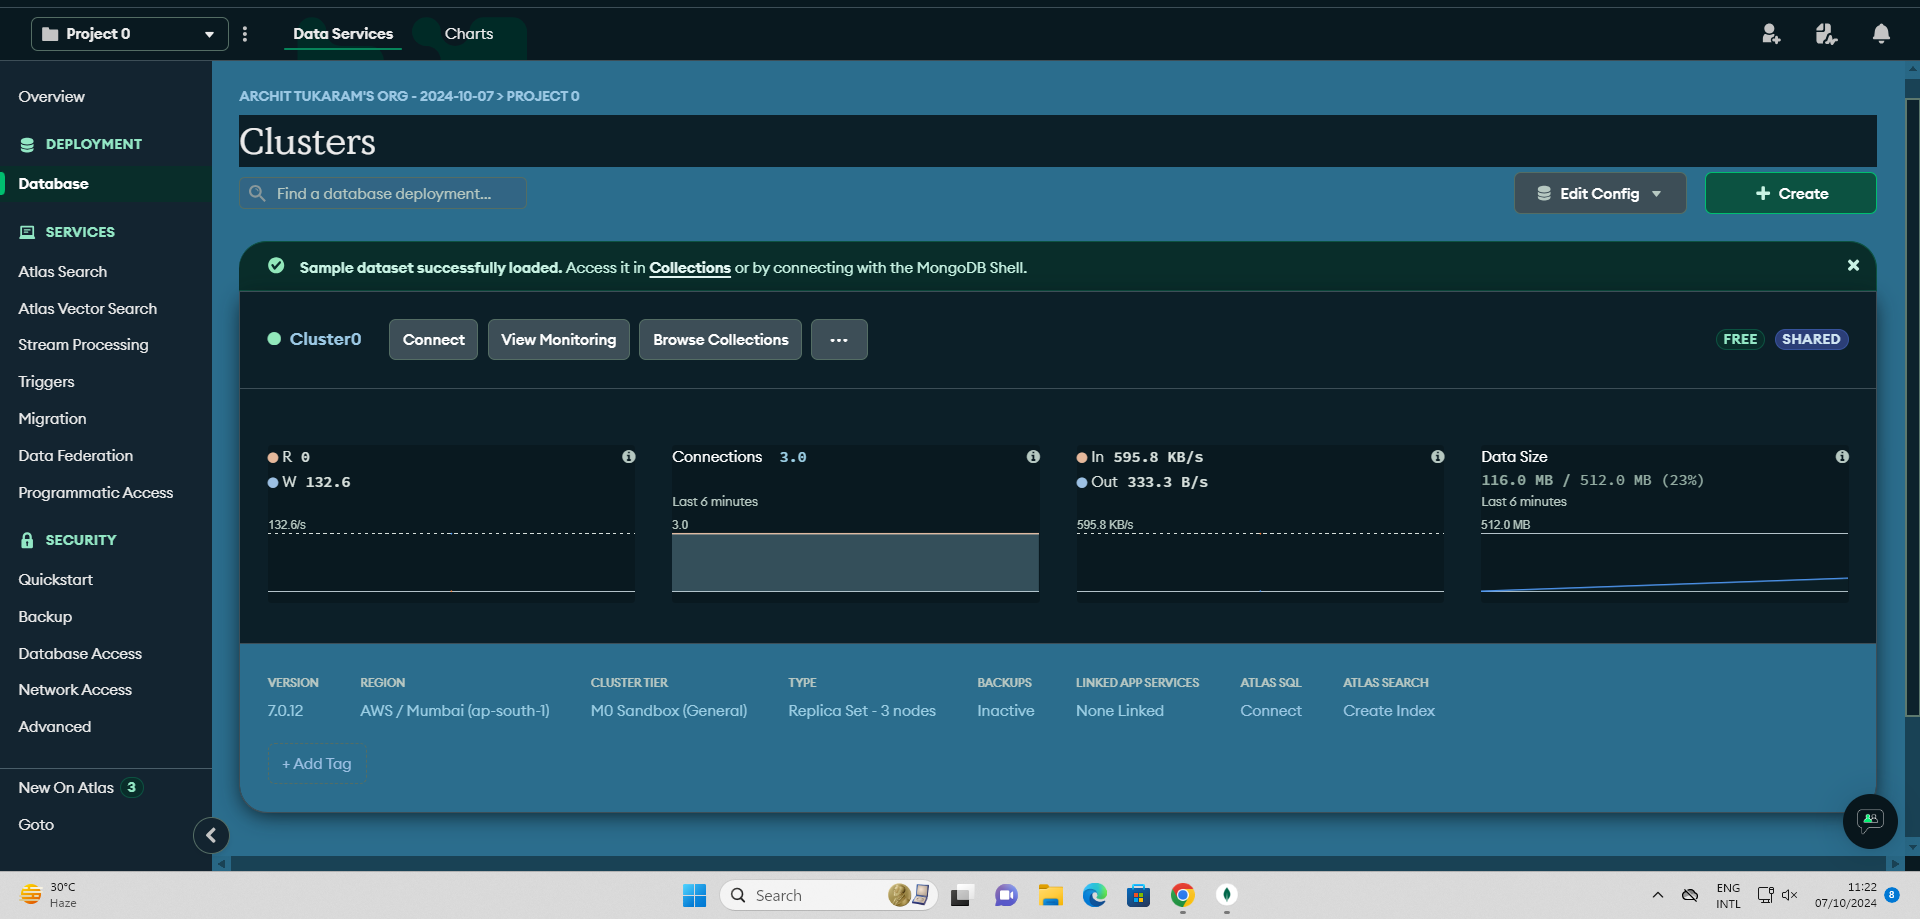 Project 0
Data Services
Charts
Overview
DEPLOYMENT
Database
SERVICES
Atlas Search
Atlas Vector Search
Stream Processing
Triggers
Migration
Data Federation
Programmatic Access
SECURITY
Quickstart
Backup
Database Access
Network Access
Advanced
New On Atlas 3
Goto
ARCHIT TUKARAM'S ORG - 2024-10-07 > PROJECT 0
Clusters
Find a database deployment...
Edit Config
+ Create
Sample dataset successfully loaded. Access it in Collections or by connecting with the MongoDB Shell.
Cluster0
Connect
View Monitoring
Browse Collections
...
FREE
SHARED
R 0
W 132.6
132.6/s
Connections 3.0
Last 6 minutes
3.0
In 595.8 KB/s
Out 333.3 B/s
595.8 KB/s
Data Size
116.0 MB / 512.0 MB (23%)
Last 6 minutes
512.0 MB
VERSION
7.0.12
REGION
AWS / Mumbai (ap-south-1)
CLUSTER TIER
M0 Sandbox (General)
TYPE
Replica Set - 3 nodes
BACKUPS
Inactive
LINKED APP SERVICES
None Linked
ATLAS SQL
Connect
ATLAS SEARCH
Create Index
+ Add Tag
30°C
Haze
Search
ENG
INTL
11:22
07/10/2024
8